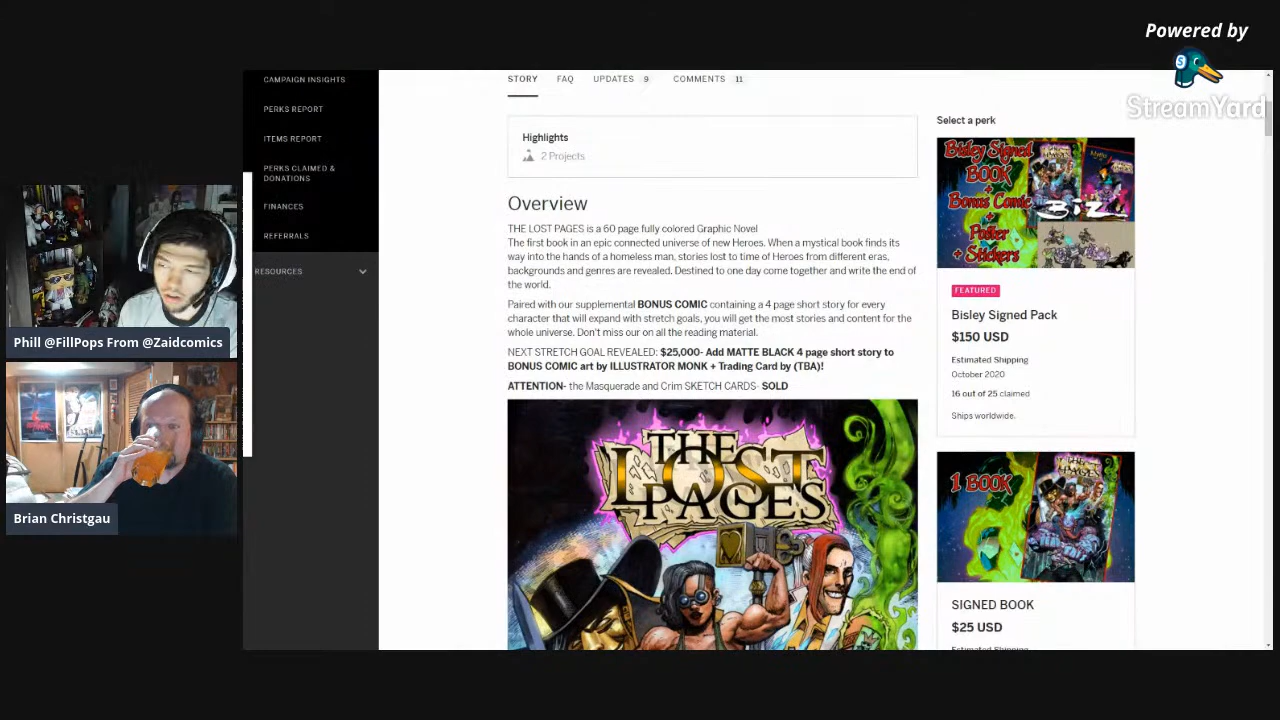 Powered by
StreamYard
CAMPAIGN INSIGHTS
PERKS REPORT
ITEMS REPORT
PERKS CLAIMED &
DONATIONS
FINANCES
REFERRALS
RESOURCES
STORY FAQ UPDATES 9 COMMENTS 11
Highlights
2 Projects
Overview
THE LOST PAGES is a 60 page fully colored Graphic Novel
The first book in an epic connected universe of new Heroes. When a mystical book finds its
way into the hands of a homeless man, stories lost to time of Heroes from different eras,
backgrounds and genres are revealed. Destined to one day come together and write the end of
the world.
Paired with our supplemental BONUS COMIC containing a 4 page short story for every
character that will expand with stretch goals, you will get the most stories and content for the
whole universe. Don't miss our on all the reading material.
NEXT STRETCH GOAL REVEALED: $25,000- Add MATTE BLACK 4 page short story to
BONUS COMIC art by ILLUSTRATOR MONK + Trading Card by (TBA)!
ATTENTION- the Masquerade and Crim SKETCH CARDS- SOLD
THE
LOST
PAGES
Select a perk
Bisley Signed
BOOK
+
Bonus Comic
+
Poster
+ Stickers
BIZ
FEATURED
Bisley Signed Pack
$150 USD
Estimated Shipping
October 2020
16 out of 25 claimed
Ships worldwide.
1 BOOK
SIGNED BOOK
$25 USD
Estimated Shipping
Phill @FillPops From @Zaidcomics
Brian Christgau